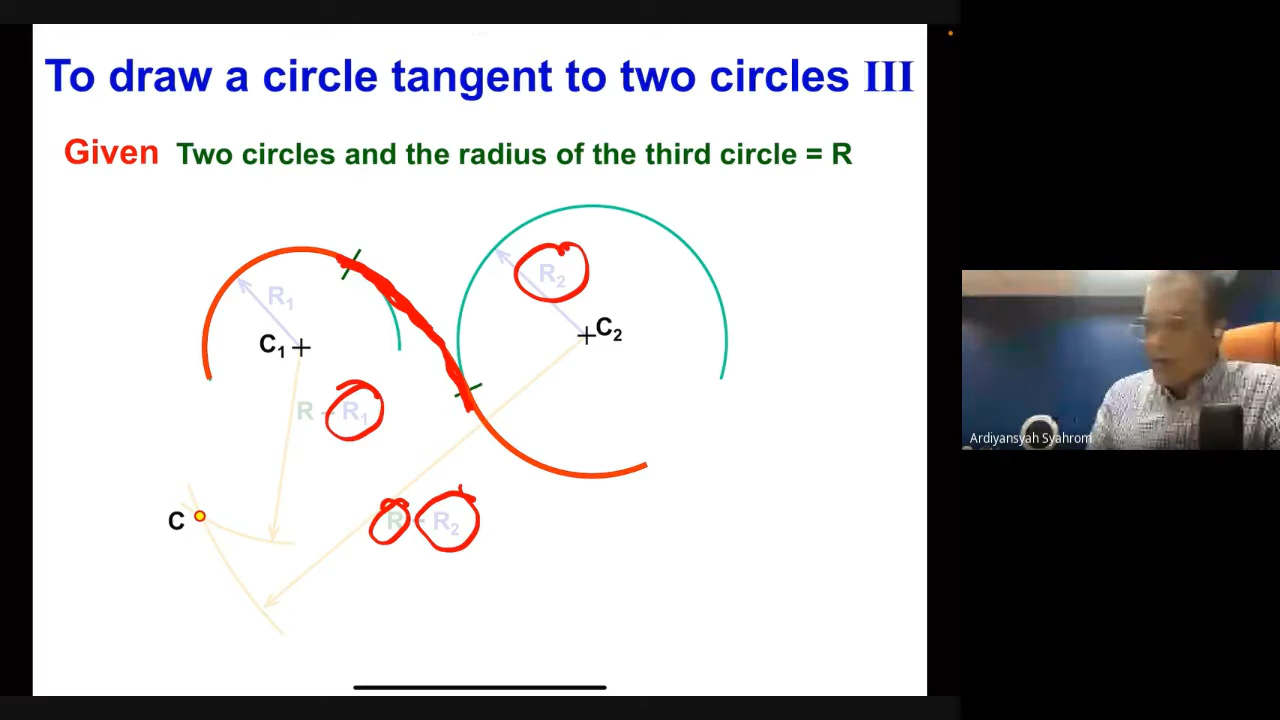 To draw a circle tangent to two circles III
Given Two circles and the radius of the third circle = R
R₂
R₁
C₂
C₁
R – R₁
C
R + R₂
Ardiyansyah Syahrom